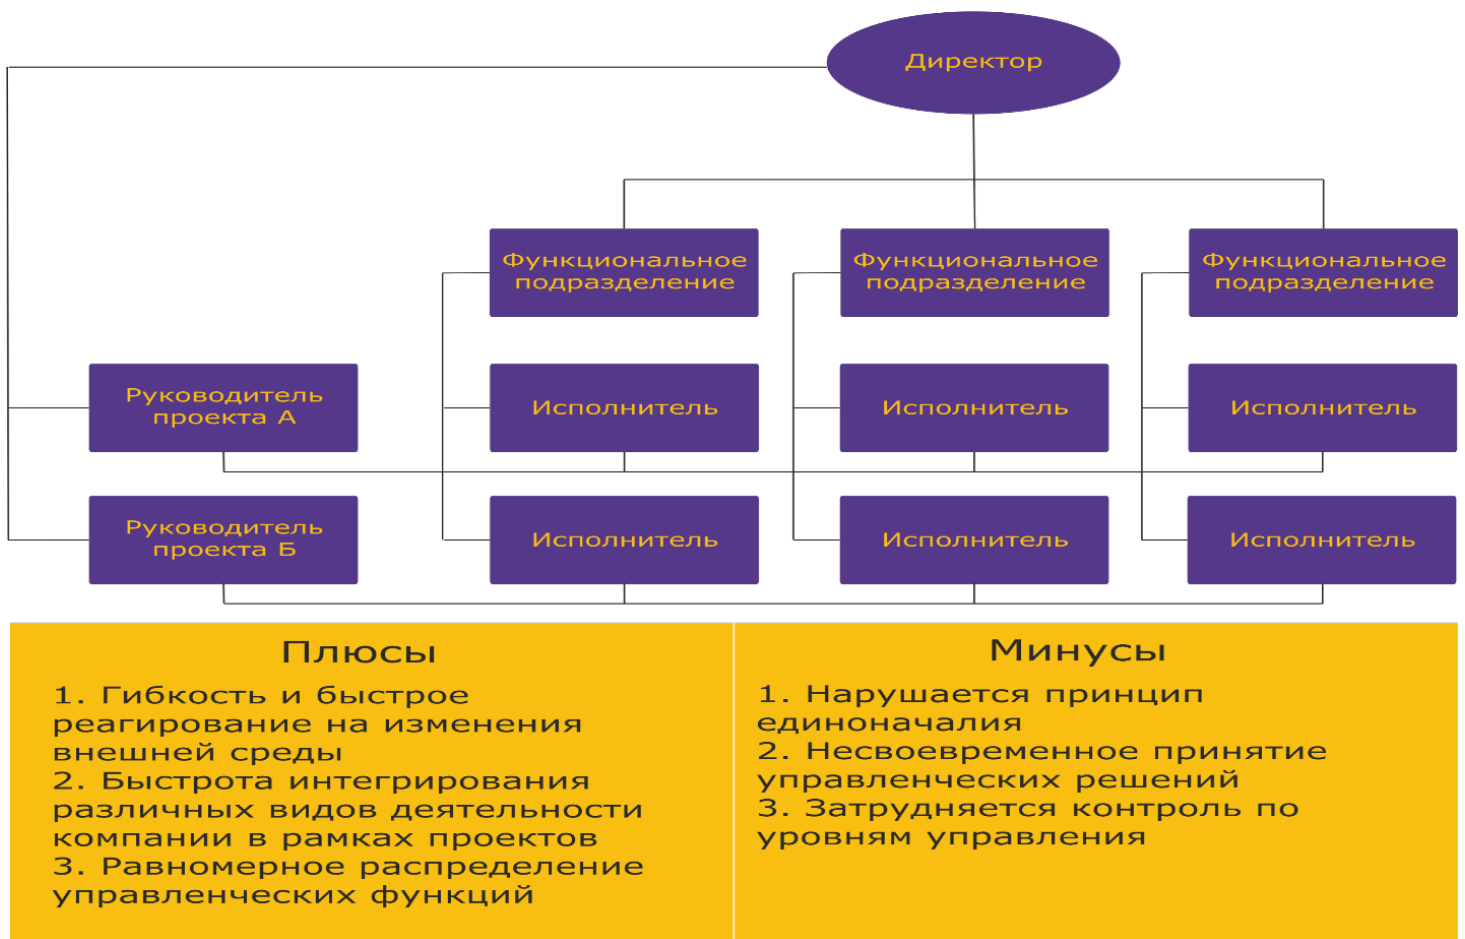 Директор
Функциональное
подразделение
Функциональное
подразделение
Функциональное
подразделение
Руководитель
проекта А
Исполнитель
Исполнитель
Исполнитель
Руководитель
проекта Б
Исполнитель
Исполнитель
Исполнитель
Плюсы
1. Гибкость и быстрое
реагирование на изменения
внешней среды
2. Быстрота интегрирования
различных видов деятельности
компании в рамках проектов
3. Равномерное распределение
управленческих функций
Минусы
1. Нарушается принцип
единоначалия
2. Несвоевременное принятие
управленческих решений
3. Затрудняется контроль по
уровням управления